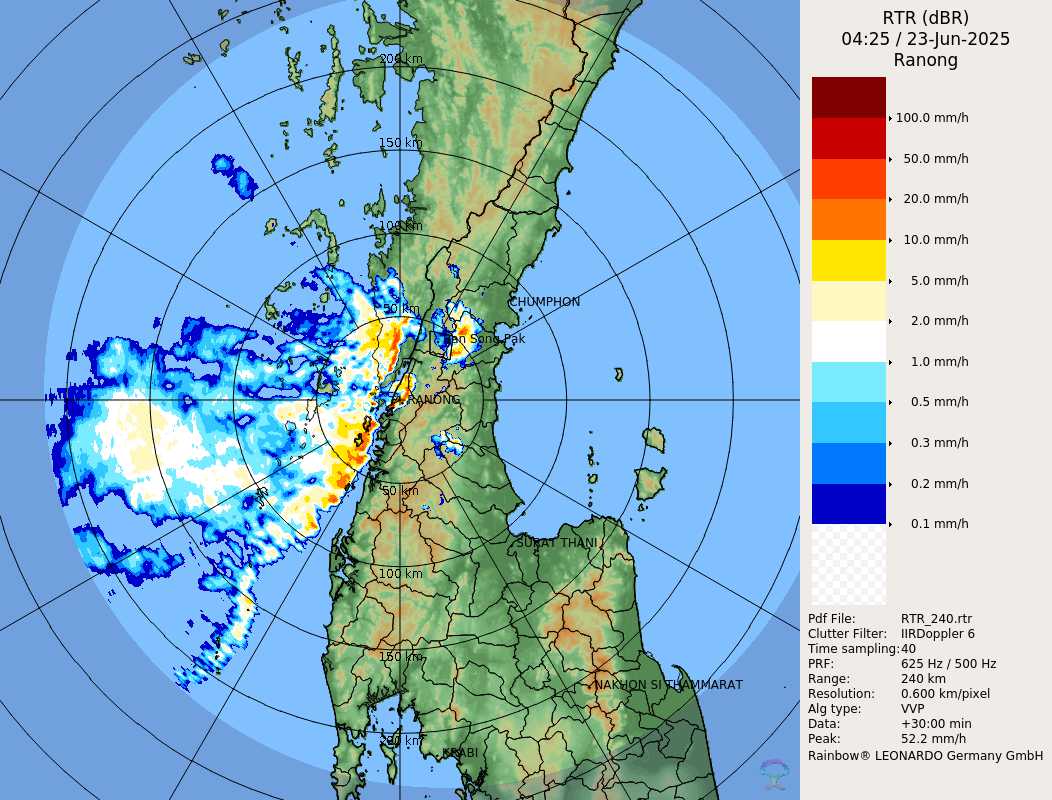 RTR (dBR)
04:25 / 23-Jun-2025
Ranong
100.0 mm/h
50.0 mm/h
20.0 mm/h
10.0 mm/h
5.0 mm/h
2.0 mm/h
1.0 mm/h
0.5 mm/h
0.3 mm/h
0.2 mm/h
0.1 mm/h
Pdf File: RTR_240.rtr
Clutter Filter: IIRDoppler 6
Time sampling: 40
PRF: 625 Hz / 500 Hz
Range: 240 km
Resolution: 0.600 km/pixel
Alg type: VVP
Data: +30:00 min
Peak: 52.2 mm/h
Rainbow® LEONARDO Germany GmbH
200 km
150 km
100 km
50 km
CHUMPHON
RANONG
50 km
SURAT THANI
100 km
150 km
NAKHON SI THAMMARAT
200 km
KRABI